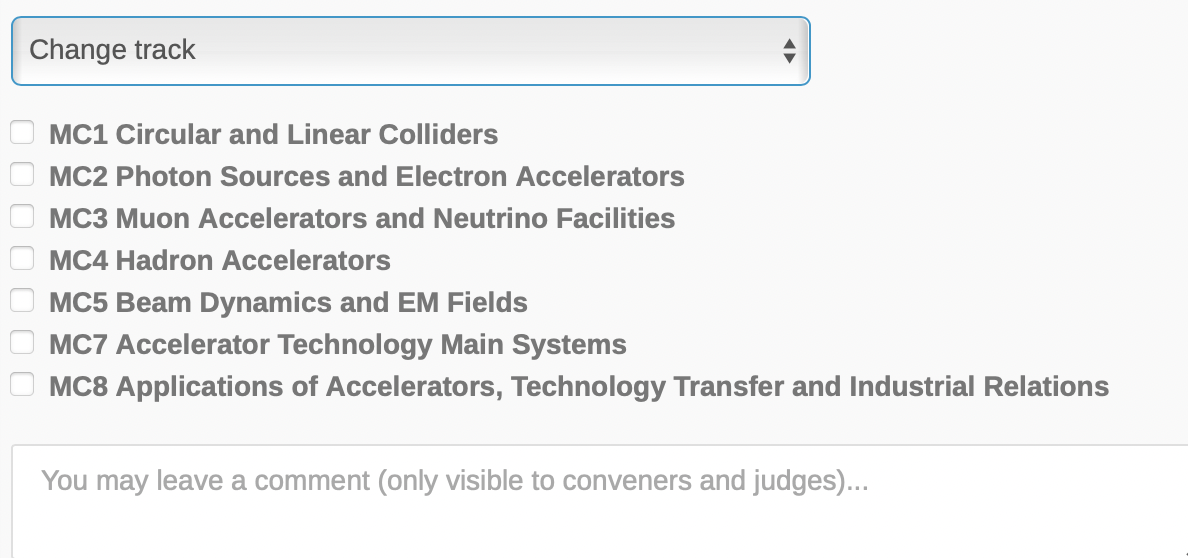 Change track
MC1 Circular and Linear Colliders
MC2 Photon Sources and Electron Accelerators
MC3 Muon Accelerators and Neutrino Facilities
MC4 Hadron Accelerators
MC5 Beam Dynamics and EM Fields
MC7 Accelerator Technology Main Systems
MC8 Applications of Accelerators, Technology Transfer and Industrial Relations
You may leave a comment (only visible to conveners and judges)...